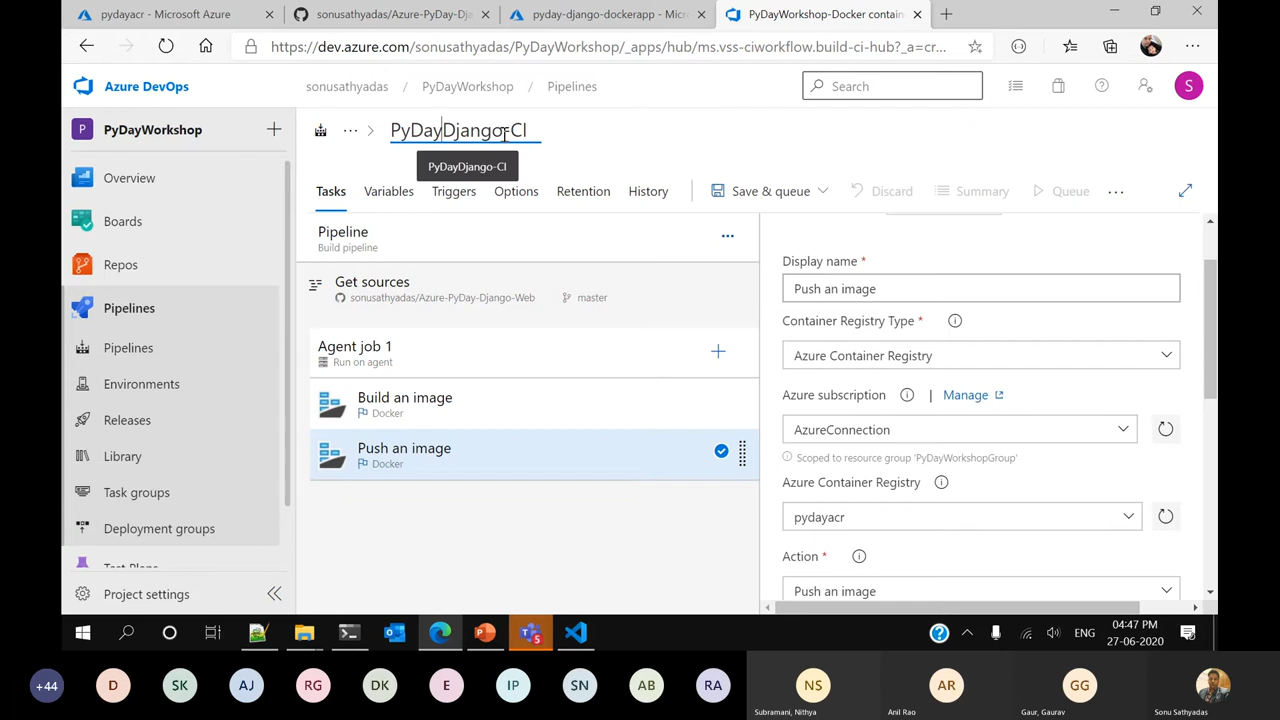 pydayacr - Microsoft Azure
sonusathyadas/Azure-PyDay-Dja
pyday-django-dockerapp - Micr
PyDayWorkshop-Docker contain
https://dev.azure.com/sonusathyadas/PyDayWorkshop/_apps/hub/ms.vss-ciworkflow.build-ci-hub?_a=cr...
Azure DevOps
sonusathyadas / PyDayWorkshop / Pipelines
Search
S
P PyDayWorkshop
PyDayDjango-CI
PyDayDjango-CI
Overview
Boards
Repos
Pipelines
Pipelines
Environments
Releases
Library
Task groups
Deployment groups
Test Plans
Project settings
Tasks Variables Triggers Options Retention History Save & queue Discard Summary Queue ...
Pipeline
Build pipeline
Get sources
sonusathyadas/Azure-PyDay-Django-Web master
Agent job 1
Run on agent
Build an image
Docker
Push an image
Docker
Display name *
Push an image
Container Registry Type *
Azure Container Registry
Azure subscription | Manage
AzureConnection
Scoped to resource group 'PyDayWorkshopGroup'
Azure Container Registry
pydayacr
Action *
Push an image
ENG
04:47 PM
27-06-2020
+44 D SK AJ RG DK E IP SN AB RA NS AR GG
Subramani, Nithya
Anil Rao
Gaur, Gaurav
Sonu Sathyadas